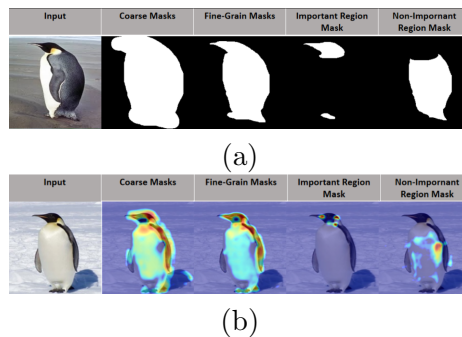 Input Coarse Masks Fine-Grain Masks Important Region Non-Impornant
Mask Region Mask
(a)
Input Coarse Masks Fine-Grain Masks Important Region Non-Impornant
Mask Region Mask
(b)